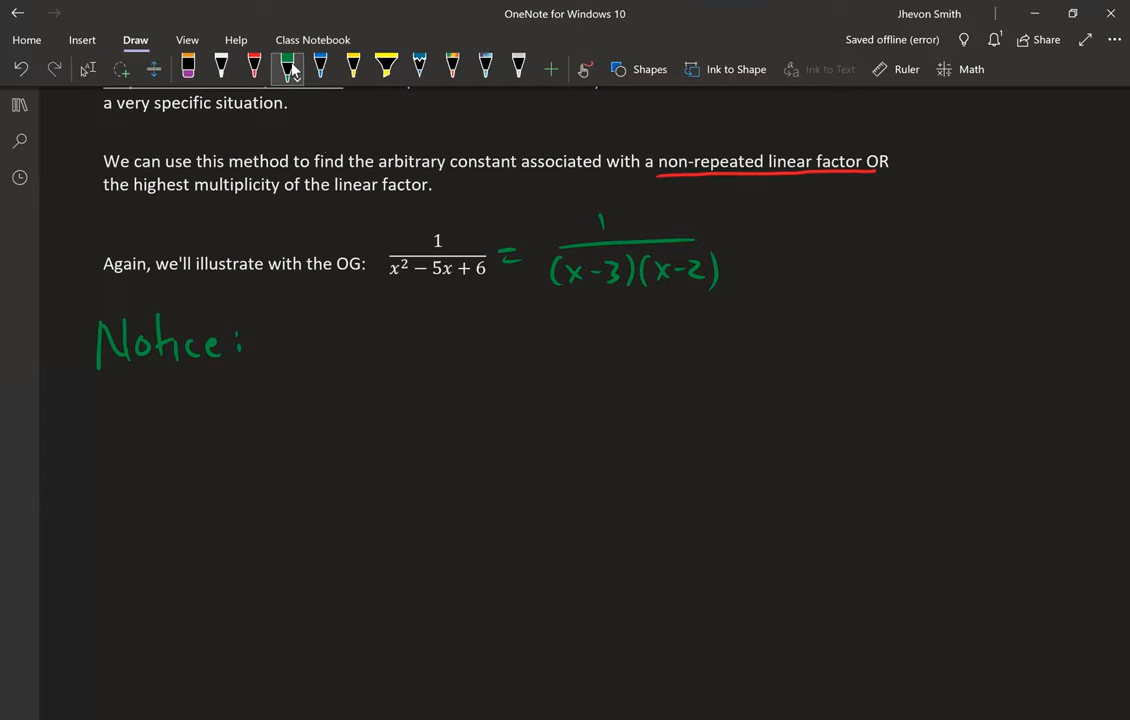 OneNote for Windows 10
Jhevon Smith
Home Insert Draw View Help Class Notebook
Saved offline (error)
1
Share
Shapes
Ink to Shape
Ink to Text
Ruler
Math
a very specific situation.
We can use this method to find the arbitrary constant associated with a non-repeated linear factor OR
the highest multiplicity of the linear factor.
Again, we'll illustrate with the OG: 1/(x² − 5x + 6) = 1/((x-3)(x-2))
Notice: